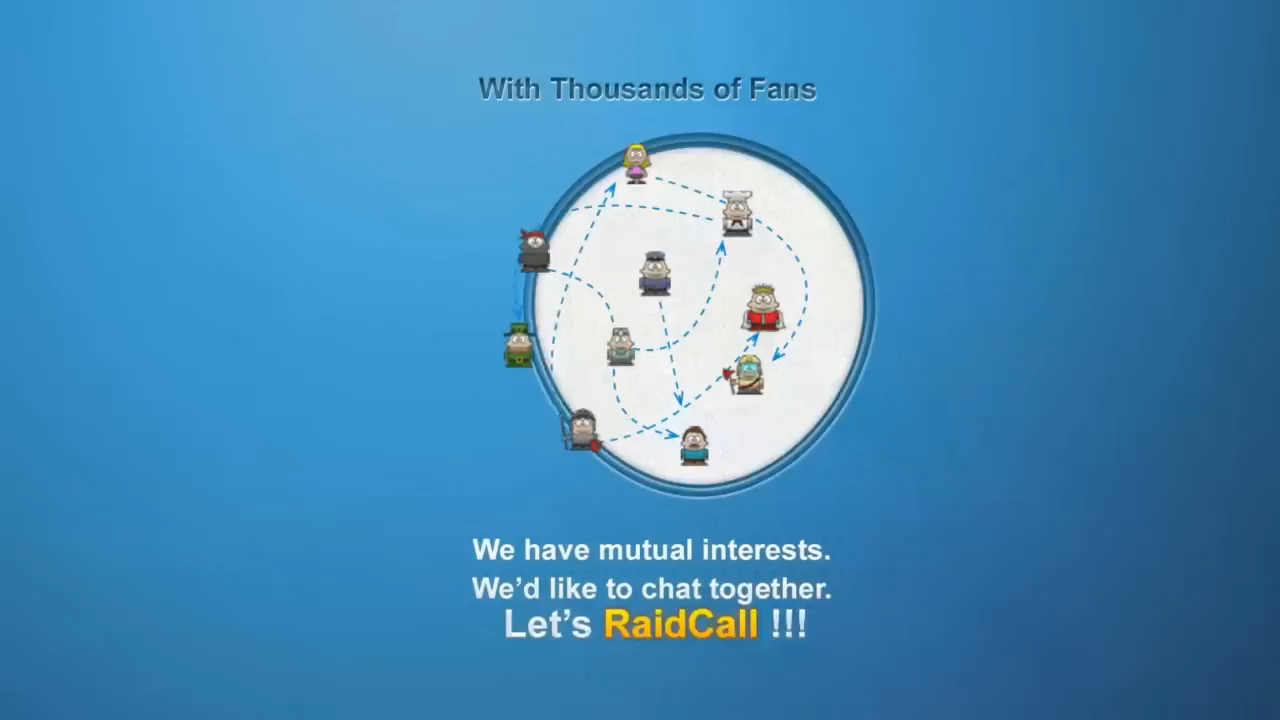 With Thousands of Fans
We have mutual interests.
We’d like to chat together.
Let’s RaidCall !!!